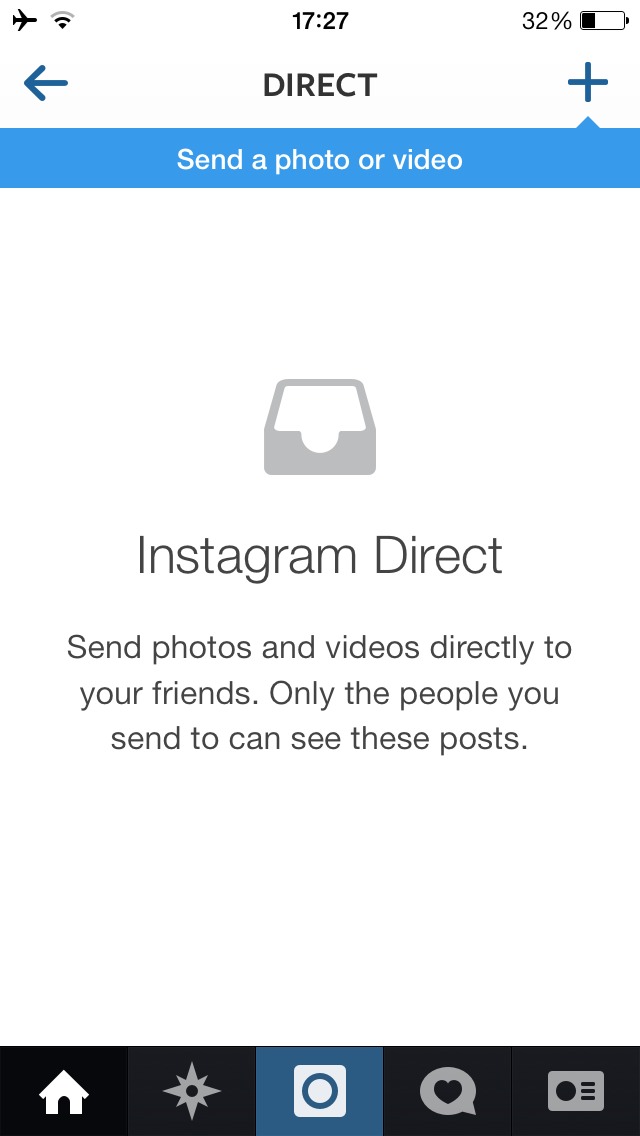 17:27 32%
DIRECT
Send a photo or video
Instagram Direct
Send photos and videos directly to
your friends. Only the people you
send to can see these posts.